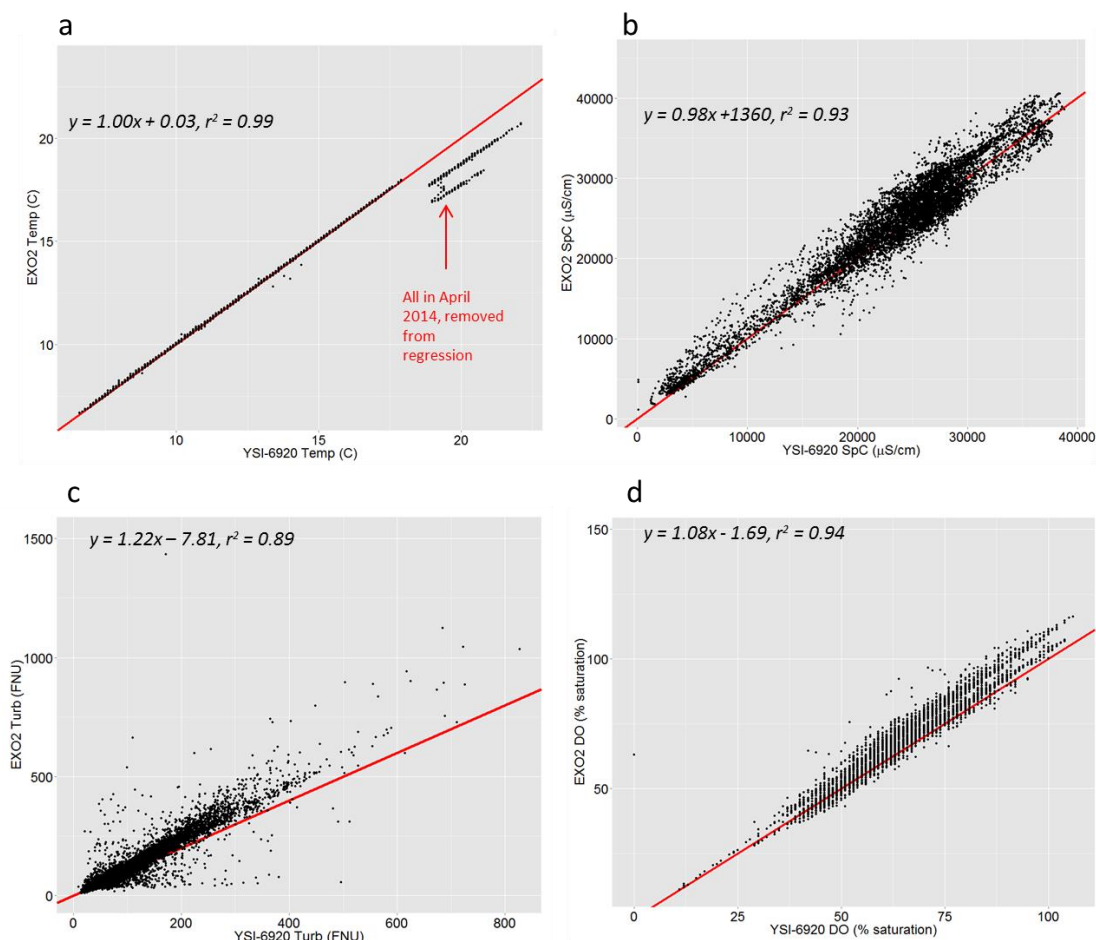 a
y = 1.00x + 0.03, r² = 0.99
20
15
10
EXO2 Temp (C)
All in April
2014, removed
from
regression
10
15
20
YSI-6920 Temp (C)
b
y = 0.98x +1360, r² = 0.93
40000
30000
20000
10000
0
EXO2 SpC (µS/cm)
0
10000
20000
30000
40000
YSI-6920 SpC (µS/cm)
c
y = 1.22x – 7.81, r² = 0.89
1500
1000
500
0
EXO2 Turb (FNU)
0
200
400
600
800
YSI-6920 Turb (FNU)
d
y = 1.08x - 1.69, r² = 0.94
150
100
50
EXO2 DO (% saturation)
0
25
50
75
100
YSI-6920 DO (% saturation)